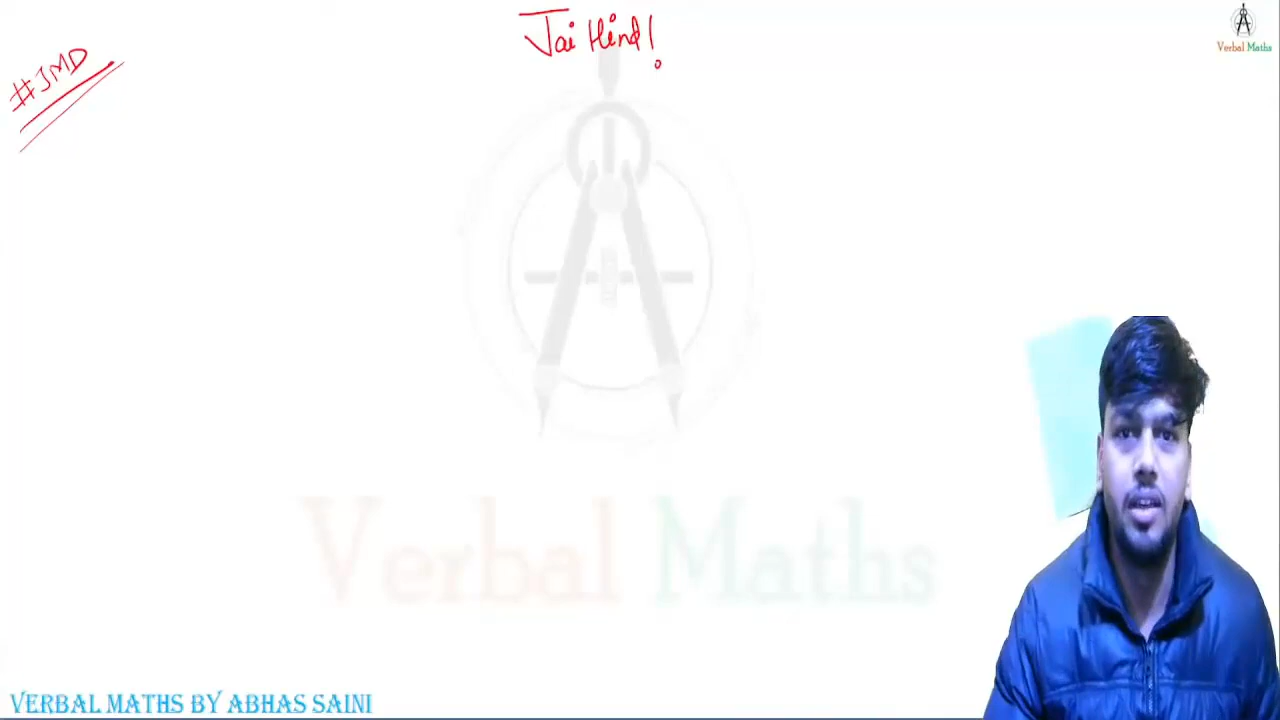 Jai Hind!
#JMD
Verbal Maths
Verbal Maths
VERBAL MATHS BY ABHAS SAINI